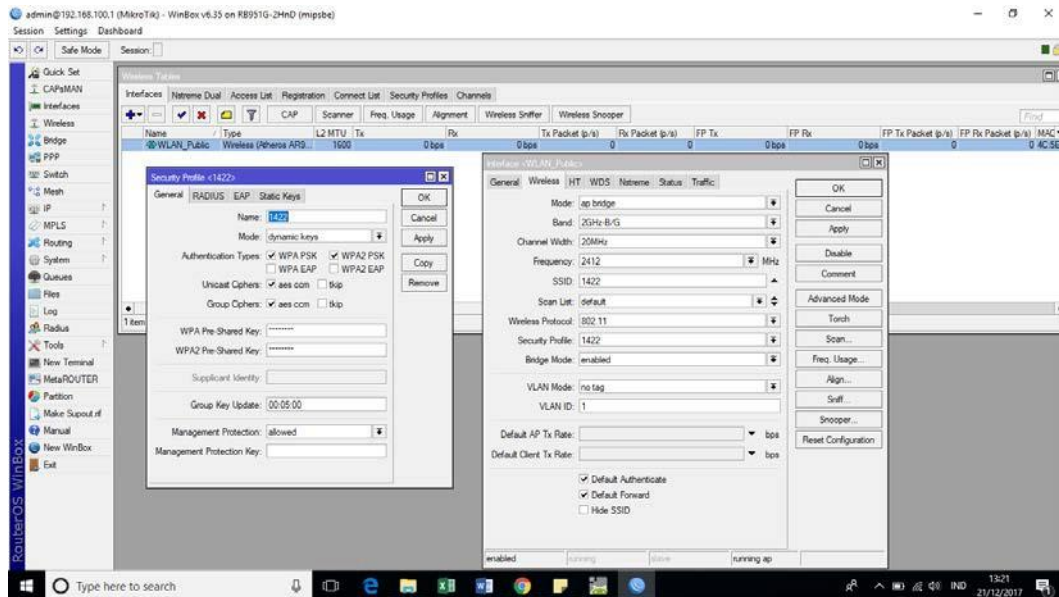 admin@192.168.100.1 (MikroTik) - WinBox v6.35 on RB951G-2HnD (mipsbe)
Session Settings Dashboard
Safe Mode Session:
Quick Set
CAPsMAN
Interfaces
Wireless
Bridge
PPP
Switch
Mesh
IP
MPLS
Routing
System
Queues
Files
Log
Radius
Tools
New Terminal
MetaROUTER
Partition
Make Supout.rif
Manual
New WinBox
Exit
RouterOS WinBox
Wireless Tables
Interfaces Nstreme Dual Access List Registration Connect List Security Profiles Channels
CAP Scanner Freq. Usage Alignment Wireless Sniffer Wireless Snooper Find
Name Type L2 MTU Tx Rx Tx Packet (p/s) Rx Packet (p/s) FP Tx FP Rx FP Tx Packet (p/s) FP Rx Packet (p/s) MAC
WLAN_Public Wireless (Atheros AR9... 1600 0 bps 0 bps 0 0 0 bps 0 bps 0 0 4C:5E
1 item
Security Profile <1422>
General RADIUS EAP Static Keys
Name: 1422
Mode: dynamic keys
Authentication Types: WPA PSK WPA2 PSK
WPA EAP WPA2 EAP
Unicast Ciphers: aes ccm tkip
Group Ciphers: aes ccm tkip
WPA Pre-Shared Key: ********
WPA2 Pre-Shared Key: ********
Supplicant Identity:
Group Key Update: 00:05:00
Management Protection: allowed
Management Protection Key:
OK
Cancel
Apply
Copy
Remove
Interface <WLAN_Public>
General Wireless HT WDS Nstreme Status Traffic
Mode: ap bridge
Band: 2GHz-B/G
Channel Width: 20MHz
Frequency: 2412 MHz
SSID: 1422
Scan List: default
Wireless Protocol: 802.11
Security Profile: 1422
Bridge Mode: enabled
VLAN Mode: no tag
VLAN ID: 1
Default AP Tx Rate: bps
Default Client Tx Rate: bps
Default Authenticate
Default Forward
Hide SSID
enabled running slave running ap
OK
Cancel
Apply
Disable
Comment
Advanced Mode
Torch
Scan...
Freq. Usage...
Align...
Sniff...
Snooper...
Reset Configuration
Type here to search
IND
13:21
21/12/2017